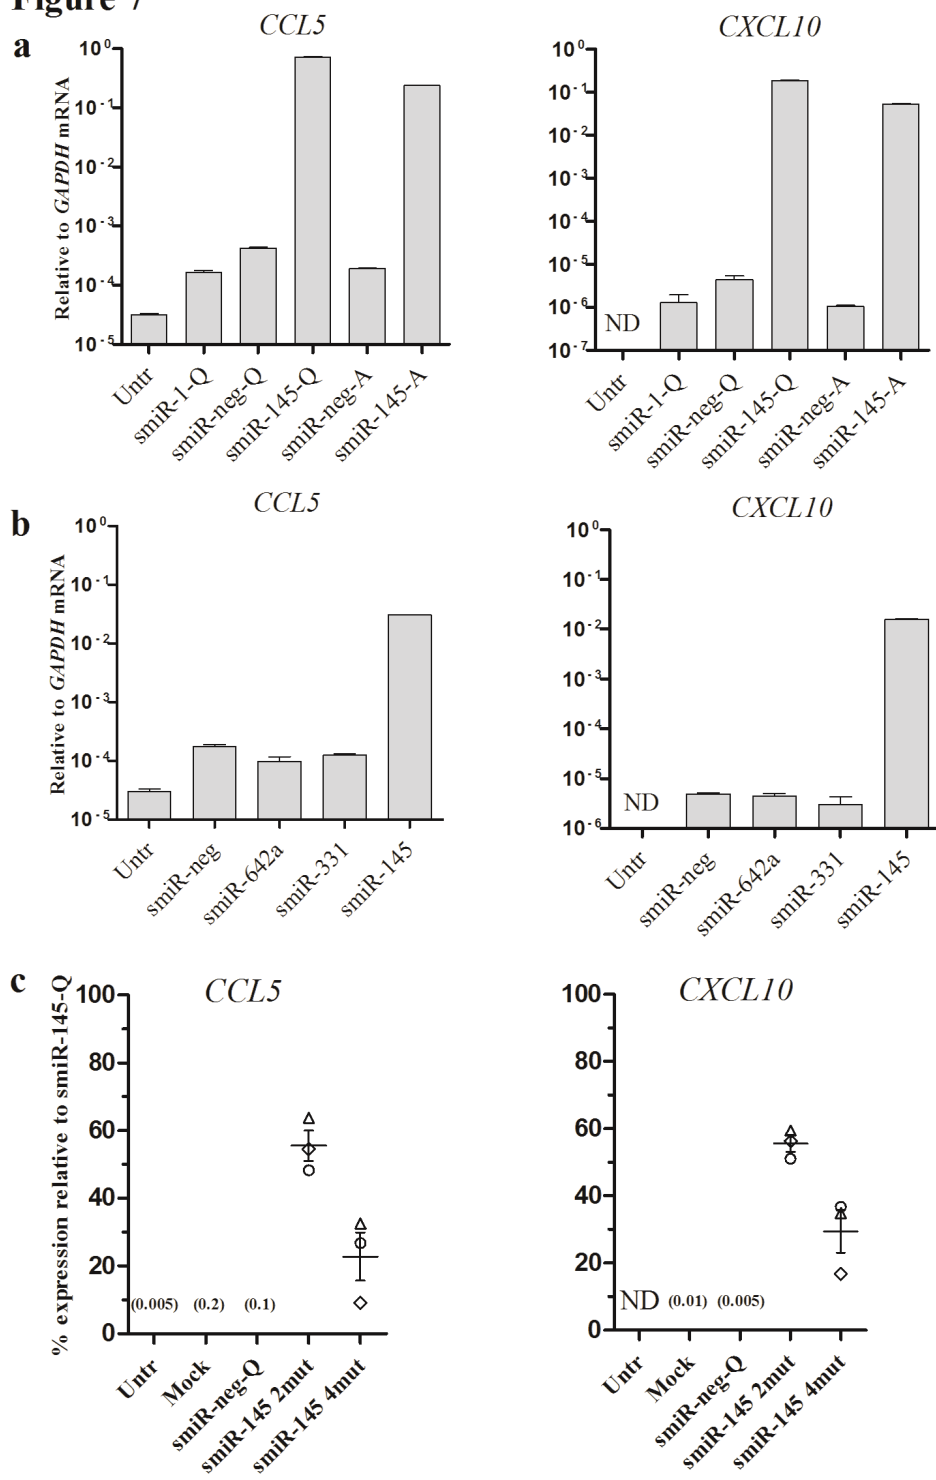 Figure 7
a
CCL5
CXCL10
Relative to GAPDH mRNA
10⁰
10⁻¹
10⁻²
10⁻³
10⁻⁴
10⁻⁵
Untr
smiR-1-Q
smiR-neg-Q
smiR-145-Q
smiR-neg-A
smiR-145-A
10⁰
10⁻¹
10⁻²
10⁻³
10⁻⁴
10⁻⁵
10⁻⁶
10⁻⁷
ND
Untr
smiR-1-Q
smiR-neg-Q
smiR-145-Q
smiR-neg-A
smiR-145-A
b
CCL5
CXCL10
Relative to GAPDH mRNA
10⁰
10⁻¹
10⁻²
10⁻³
10⁻⁴
10⁻⁵
Untr
smiR-neg
smiR-642a
smiR-331
smiR-145
10⁰
10⁻¹
10⁻²
10⁻³
10⁻⁴
10⁻⁵
10⁻⁶
ND
Untr
smiR-neg
smiR-642a
smiR-331
smiR-145
c
CCL5
CXCL10
% expression relative to smiR-145-Q
100
80
60
40
20
0
(0.005) (0.2) (0.1)
Untr
Mock
smiR-neg-Q
smiR-145 2mut
smiR-145 4mut
100
80
60
40
20
0
ND (0.01) (0.005)
Untr
Mock
smiR-neg-Q
smiR-145 2mut
smiR-145 4mut